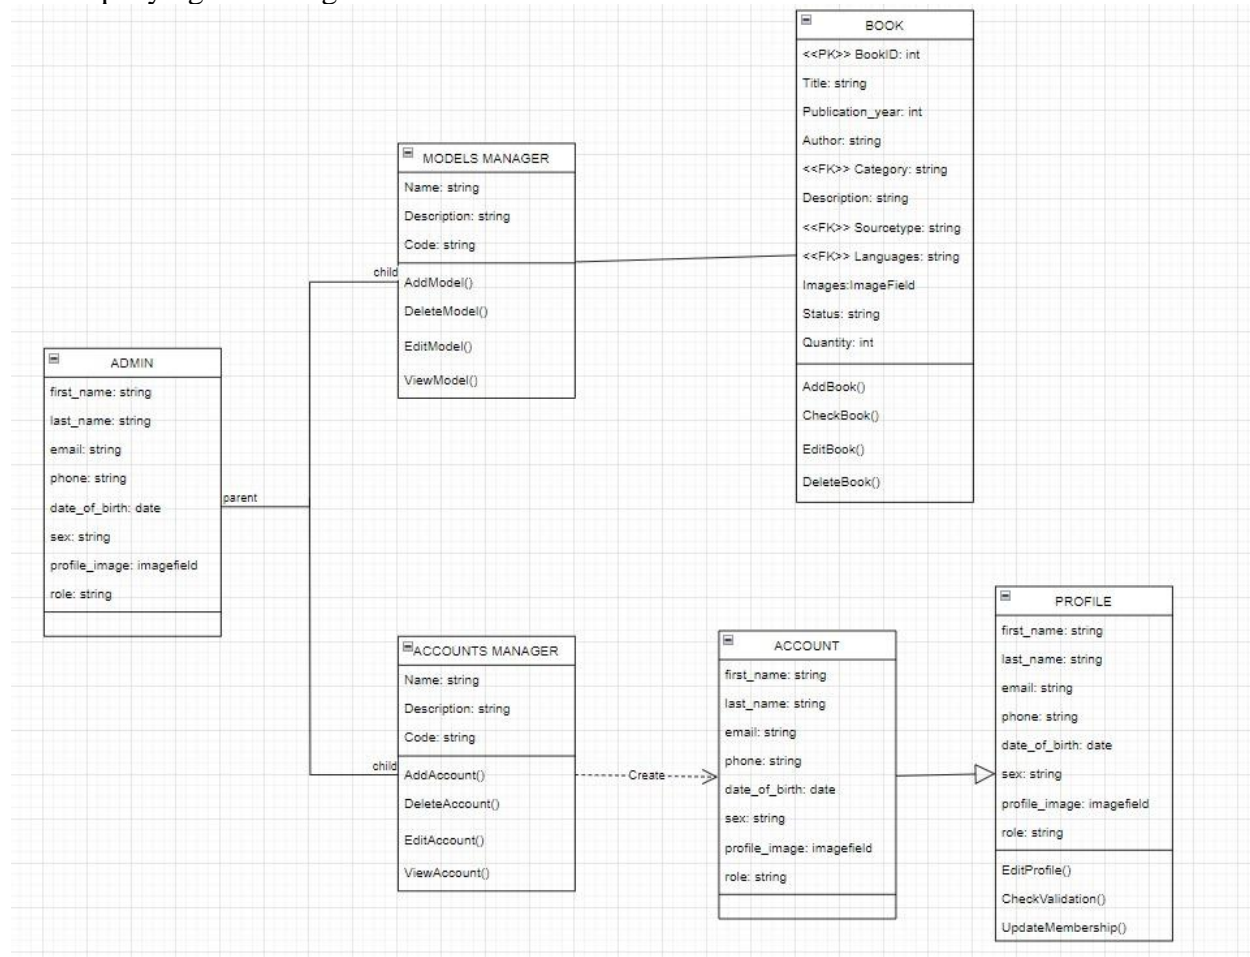 BOOK
<<PK>> BookID: int
Title: string
Publication_year: int
Author: string
<<FK>> Category: string
Description: string
<<FK>> Sourcetype: string
<<FK>> Languages: string
Images:ImageField
Status: string
Quantity: int
AddBook()
CheckBook()
EditBook()
DeleteBook()
MODELS MANAGER
Name: string
Description: string
Code: string
child
AddModel()
DeleteModel()
EditModel()
ViewModel()
ADMIN
first_name: string
last_name: string
email: string
phone: string
date_of_birth: date
sex: string
profile_image: imagefield
role: string
parent
ACCOUNTS MANAGER
Name: string
Description: string
Code: string
child
AddAccount()
DeleteAccount()
EditAccount()
ViewAccount()
Create
ACCOUNT
first_name: string
last_name: string
email: string
phone: string
date_of_birth: date
sex: string
profile_image: imagefield
role: string
PROFILE
first_name: string
last_name: string
email: string
phone: string
date_of_birth: date
sex: string
profile_image: imagefield
role: string
EditProfile()
CheckValidation()
UpdateMembership()